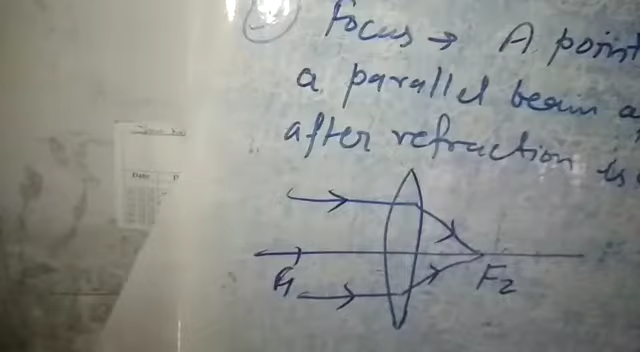 Focus → A point
a parallel beam
after refraction is
F1
F2